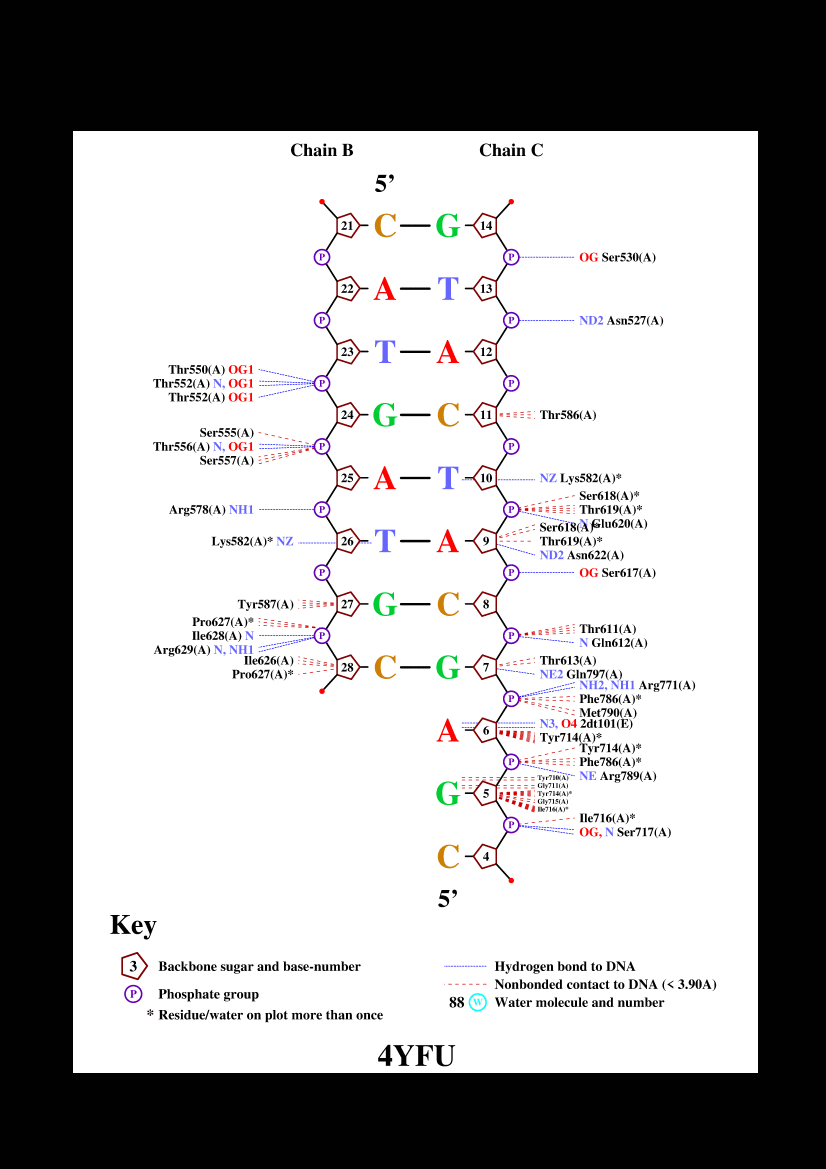 Chain B Chain C
5’
21 C G 14
P P OG Ser530(A)
22 A T 13
P P ND2 Asn527(A)
23 T A 12
Thr550(A) OG1
Thr552(A) N, OG1 P P
Thr552(A) OG1
24 G C 11 Thr586(A)
Ser555(A)
Thr556(A) N, OG1 P P
Ser557(A)
25 A T 10 NZ Lys582(A)*
Ser618(A)*
Arg578(A) NH1 P P Thr619(A)*
N Glu620(A)
Ser618(A)*
Lys582(A)* NZ 26 T A 9 Thr619(A)*
ND2 Asn622(A)
P P OG Ser617(A)
Tyr587(A) 27 G C 8
Pro627(A)*
Thr611(A)
Ile628(A) N P P
N Gln612(A)
Arg629(A) N, NH1
Ile626(A) Thr613(A)
28 C G 7
Pro627(A)* NE2 Gln797(A)
NH2, NH1 Arg771(A)
P Phe786(A)*
Met790(A)
N3, O4 2dt101(E)
A 6
Tyr714(A)*
Tyr714(A)*
P Phe786(A)*
NE Arg789(A)
Tyr710(A)
Gly711(A)
G 5 Tyr714(A)*
Gly715(A)
Ile716(A)*
Ile716(A)*
P
OG, N Ser717(A)
C 4
5’
Key
3 Backbone sugar and base-number
P Phosphate group
* Residue/water on plot more than once
Hydrogen bond to DNA
Nonbonded contact to DNA (< 3.90A)
88 W Water molecule and number
4YFU